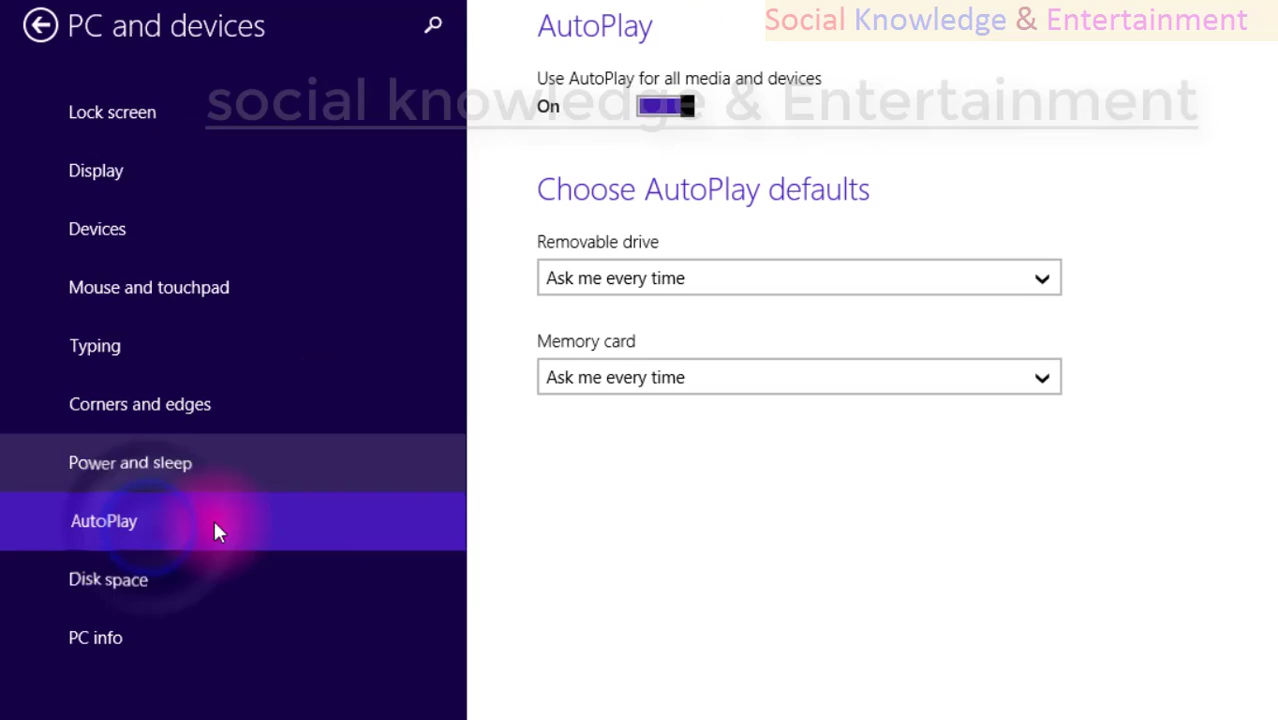 PC and devices
Lock screen
Display
Devices
Mouse and touchpad
Typing
Corners and edges
Power and sleep
AutoPlay
Disk space
PC info
Social Knowledge & Entertainment
social knowledge & Entertainment
AutoPlay
Use AutoPlay for all media and devices
On
Choose AutoPlay defaults
Removable drive
Ask me every time
Memory card
Ask me every time